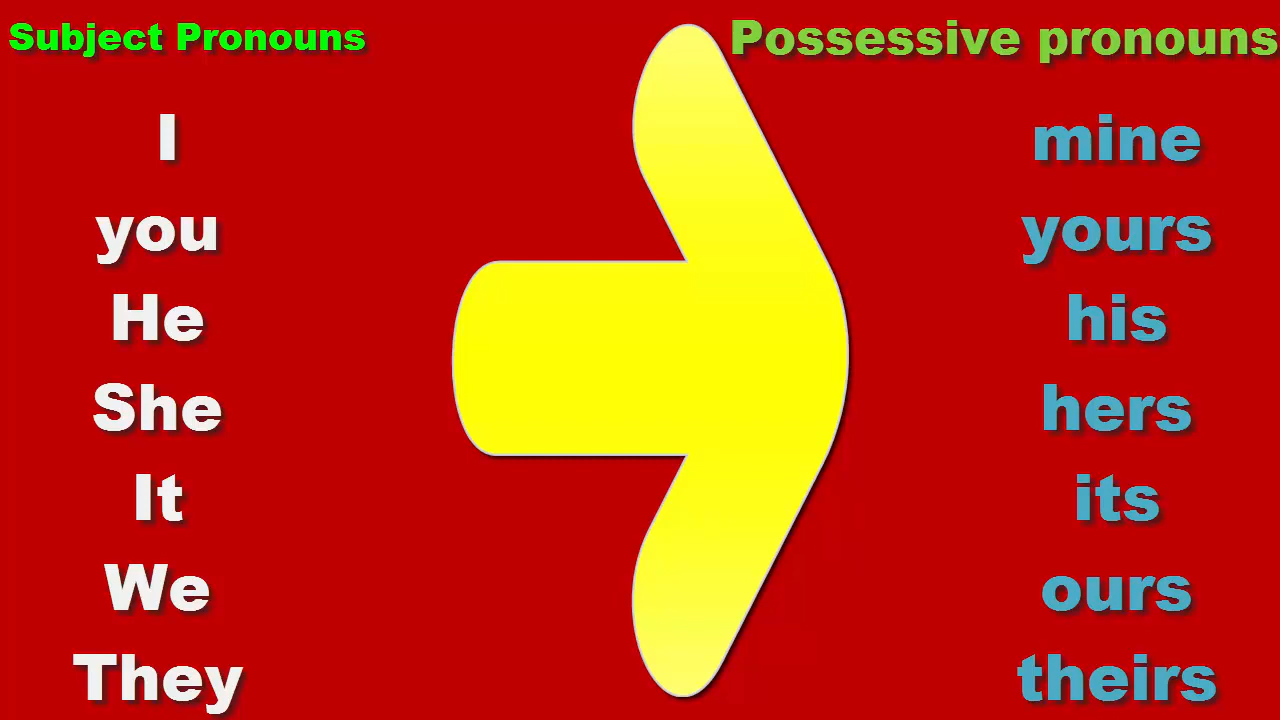 Subject Pronouns
Possessive pronouns
I
mine
you
yours
He
his
She
hers
It
its
We
ours
They
theirs